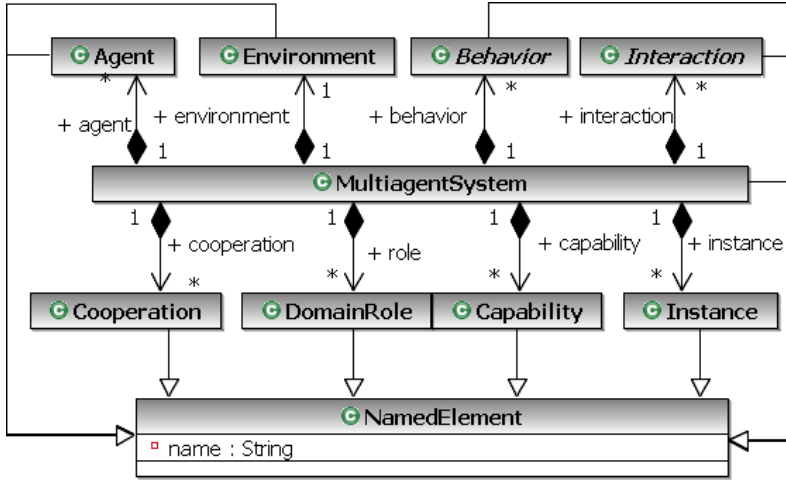 Agent
Environment
Behavior
Interaction
*
1
*
*
+ agent
+ environment
+ behavior
+ interaction
1
1
1
1
MultiagentSystem
1
1
1
1
+ cooperation
+ role
+ capability
+ instance
*
*
*
*
Cooperation
DomainRole
Capability
Instance
NamedElement
name : String